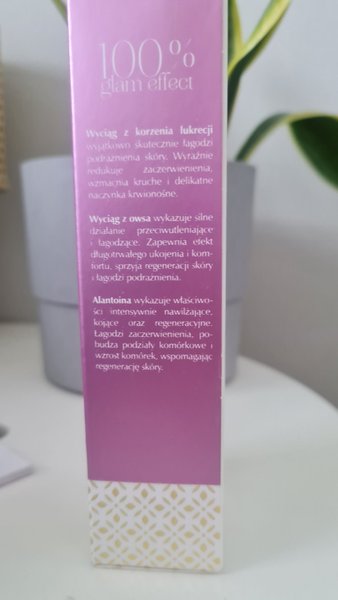 100%
glam effect
Wyciąg z korzenia lukrecji
wyjątkowo skutecznie łagodzi
podrażnienia skóry. Wyraźnie
redukuje zaczerwienienia,
wzmacnia kruche i delikatne
naczynka krwionośne.
Wyciąg z owsa wykazuje silne
działanie przeciwutleniające
i łagodzące. Zapewnia efekt
długotrwałego ukojenia i kom-
fortu, sprzyja regeneracji skóry
i łagodzi podrażnienia.
Alantoina wykazuje właściwo-
ści intensywnie nawilżające,
kojące oraz regeneracyjne.
Łagodzi zaczerwienienia, po-
budza podziały komórkowe i
wzrost komórek, wspomagając
regenerację skóry.